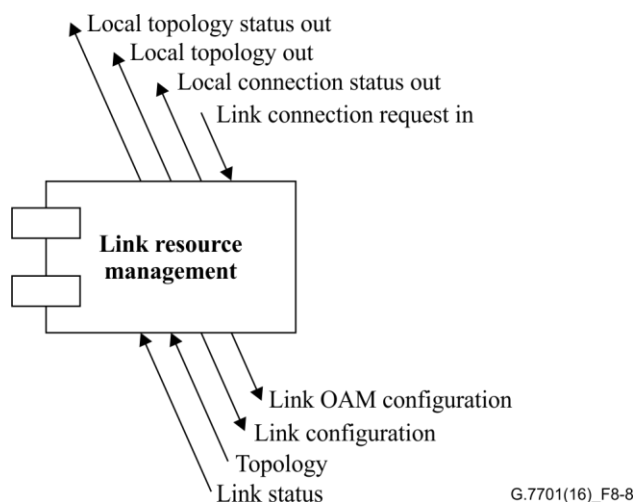 Local topology status out
Local topology out
Local connection status out
Link connection request in
Link resource
management
Link OAM configuration
Link configuration
Topology
Link status
G.7701(16)_F8-8